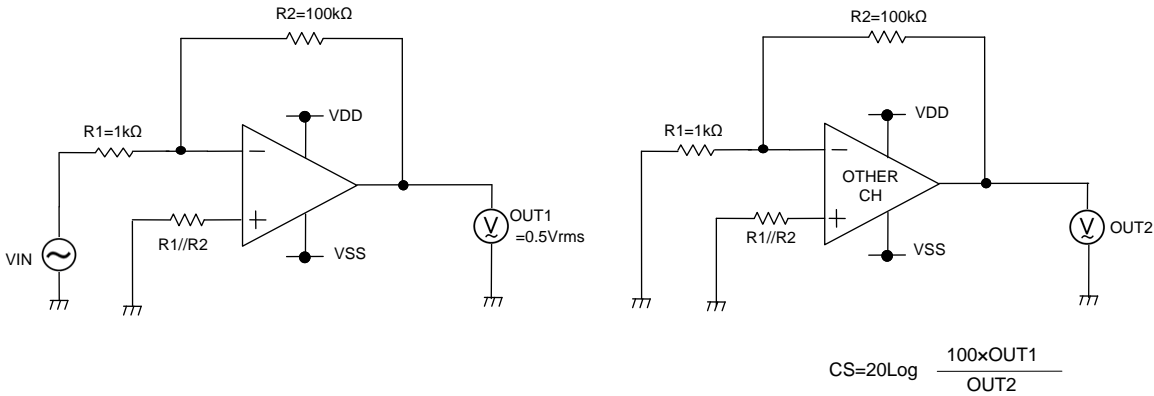 R2=100kΩ
VDD
R1=1kΩ
−
+
R1//R2
VSS
VIN
V
OUT1
=0.5Vrms
R2=100kΩ
VDD
R1=1kΩ
−
OTHER
CH
+
R1//R2
VSS
V
OUT2
CS=20Log 100×OUT1
OUT2